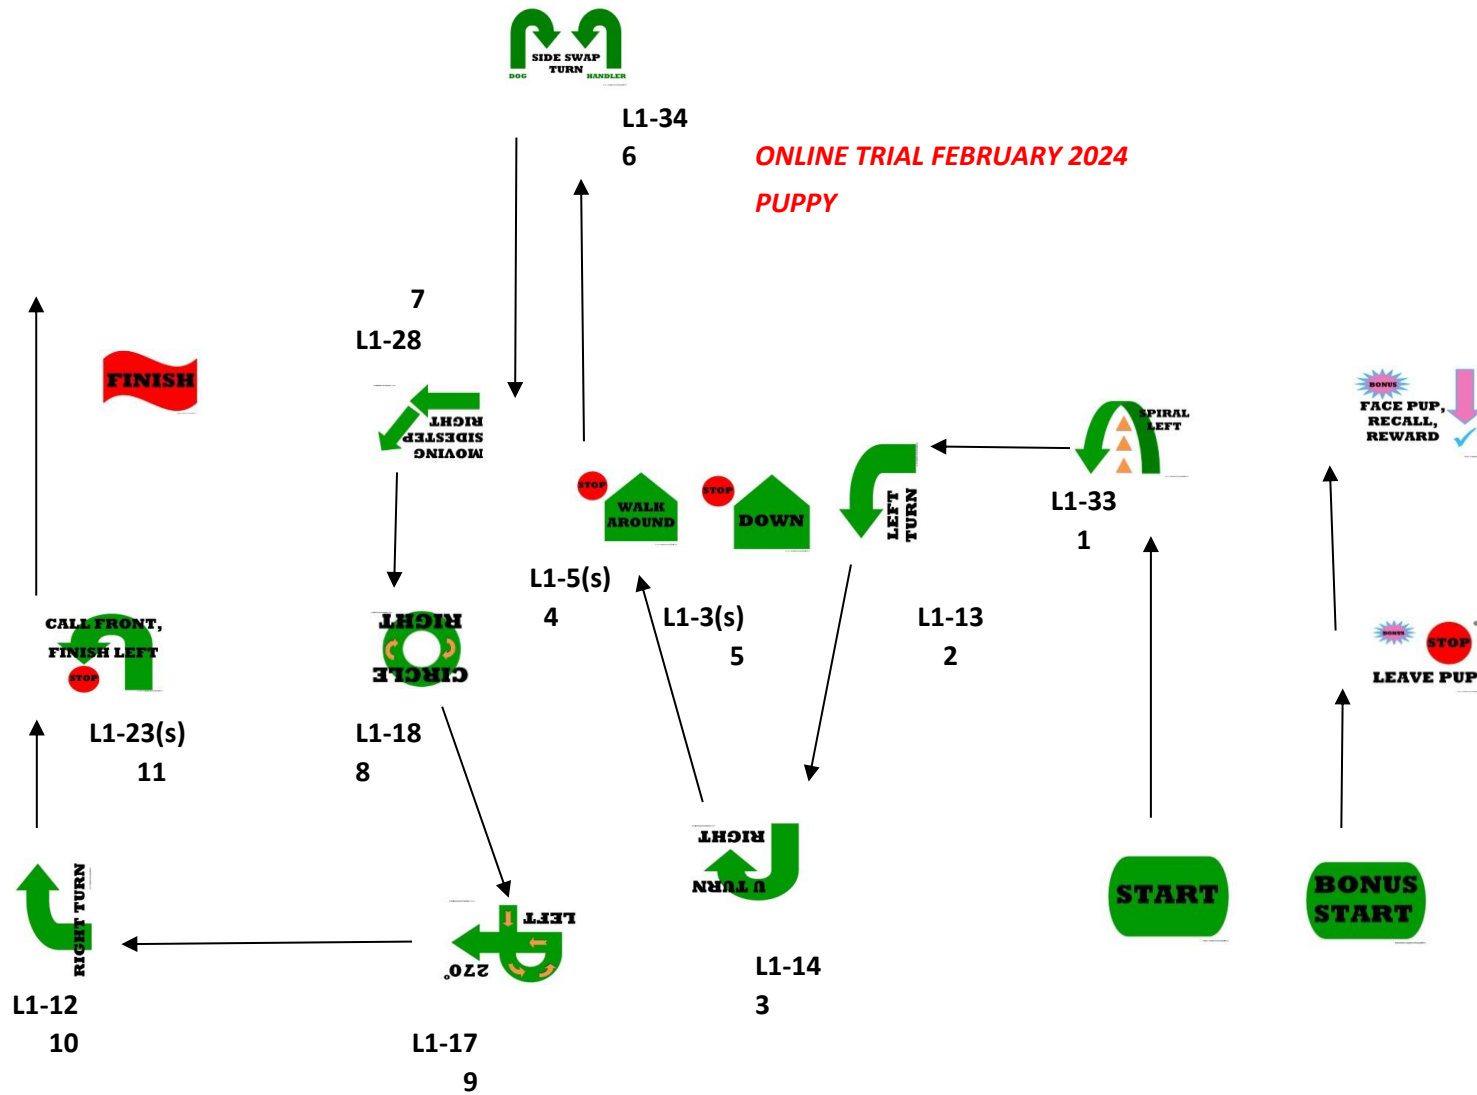 SIDE SWAP
TURN
DOG
HANDLER
L1-34
6
ONLINE TRIAL FEBRUARY 2024
PUPPY
7
L1-28
MOVING
SIDESTEP
RIGHT
FINISH
STOP
WALK
AROUND
L1-5(s)
4
STOP
DOWN
L1-3(s)
5
LEFT
TURN
L1-13
2
SPIRAL
LEFT
L1-33
1
BONUS
FACE PUP,
RECALL,
REWARD
BONUS
STOP
LEAVE PUP
CALL FRONT,
FINISH LEFT
STOP
L1-23(s)
11
CIRCLE
RIGHT
L1-18
8
U TURN
RIGHT
L1-14
3
START
BONUS
START
RIGHT TURN
L1-12
10
270°
LEFT
L1-17
9